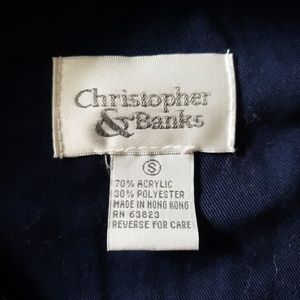 Christopher
& Banks
S
70% ACRYLIC
30% POLYESTER
MADE IN HONG KONG
RN 63823
REVERSE FOR CARE